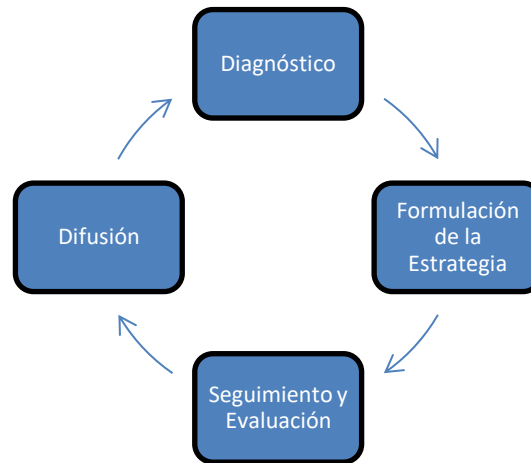 Diagnóstico
Formulación
de la
Estrategia
Seguimiento y
Evaluación
Difusión